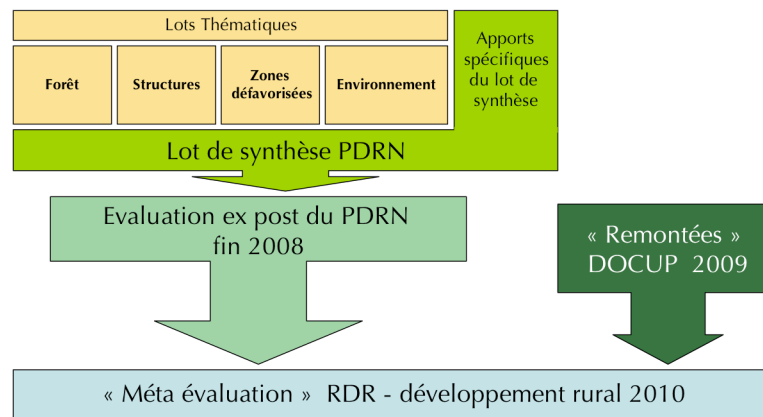 Lots Thématiques
Forêt
Structures
Zones
défavorisées
Environnement
Apports
spécifiques
du lot de
synthèse
Lot de synthèse PDRN
Evaluation ex post du PDRN
fin 2008
« Remontées »
DOCUP 2009
« Méta évaluation » RDR - développement rural 2010